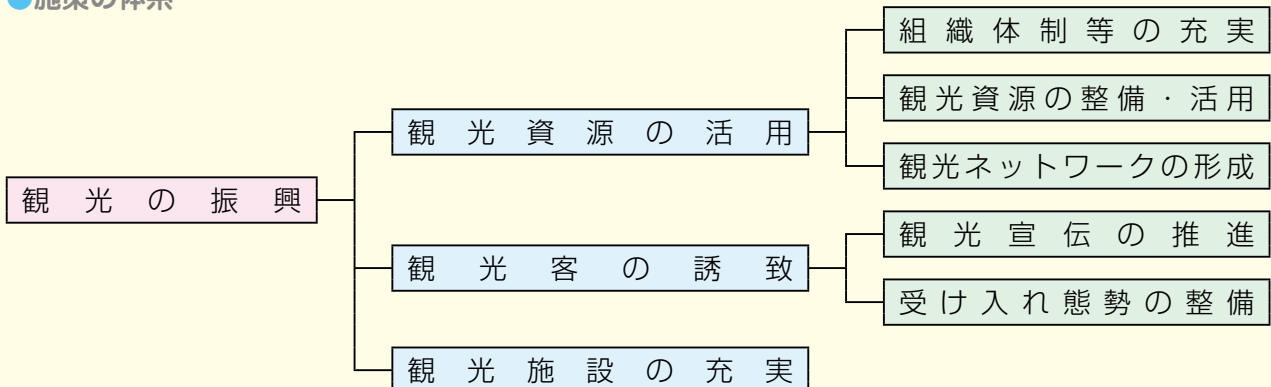 ●施策の体系
観光の振興
観光資源の活用
組織体制等の充実
観光資源の整備・活用
観光ネットワークの形成
観光客の誘致
観光宣伝の推進
受け入れ態勢の整備
観光施設の充実